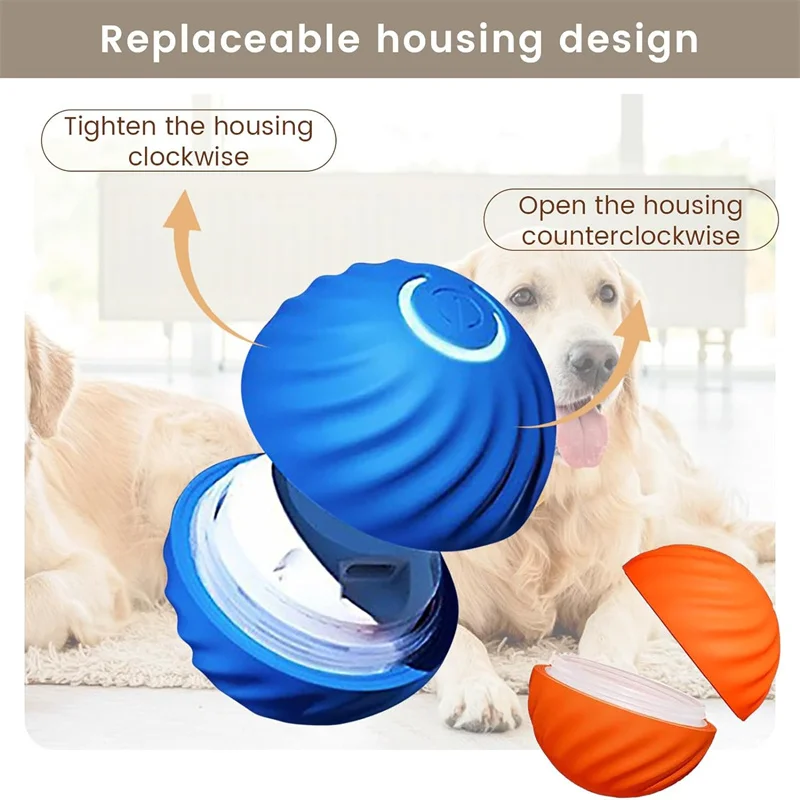 Replaceable housing design
Tighten the housing
clockwise
Open the housing
counterclockwise